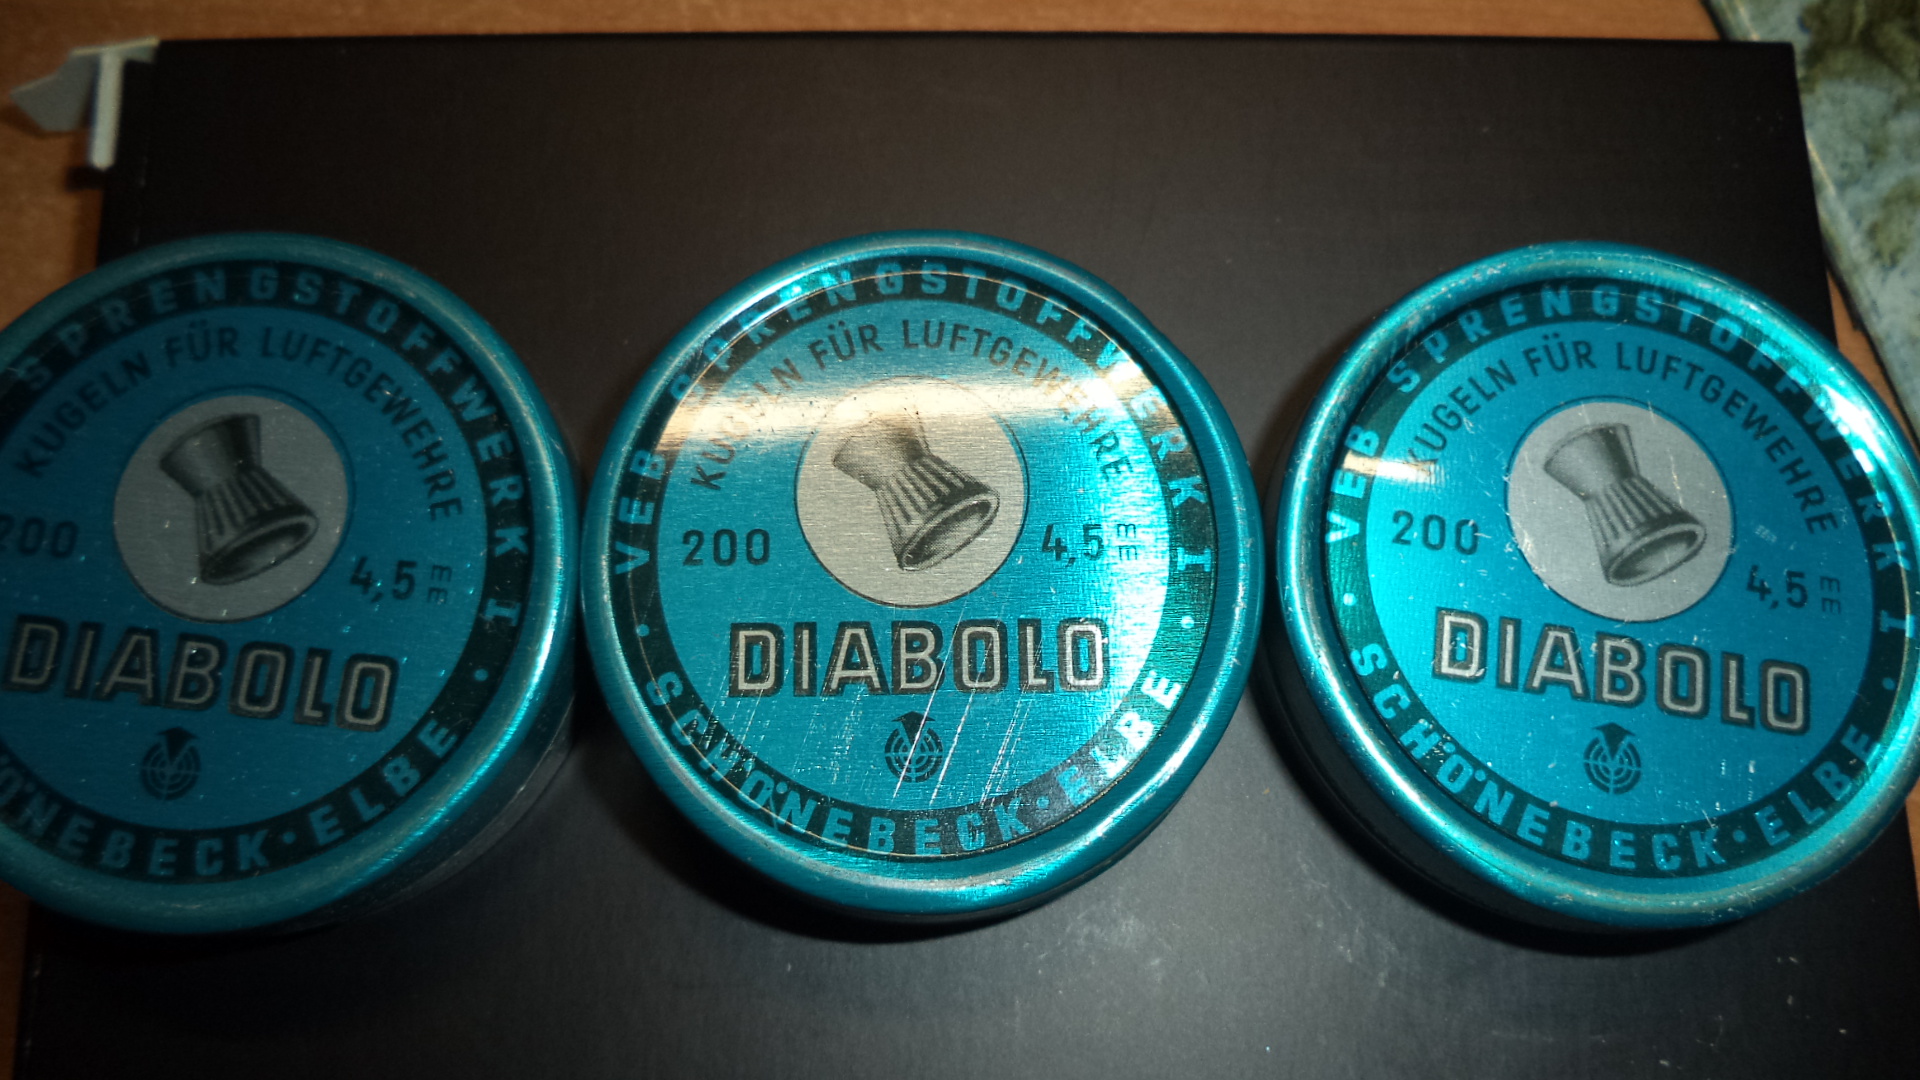 SPRENGSTOFFWERK I
KUGELN FÜR LUFTGEWEHRE
200
4,5 mm
DIABOLO
SCHÖNEBECK · ELBE
VEB SPRENGSTOFFWERK I
KUGELN FÜR LUFTGEWEHRE
200
4,5 mm
DIABOLO
SCHÖNEBECK · ELBE
VEB SPRENGSTOFFWERK I
KUGELN FÜR LUFTGEWEHRE
200
4,5 mm
DIABOLO
SCHÖNEBECK · ELBE